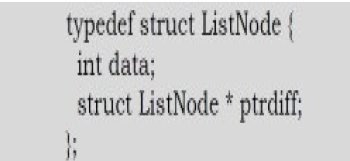 typedef struct ListNode {
int data;
struct ListNode * ptrdiff;
};